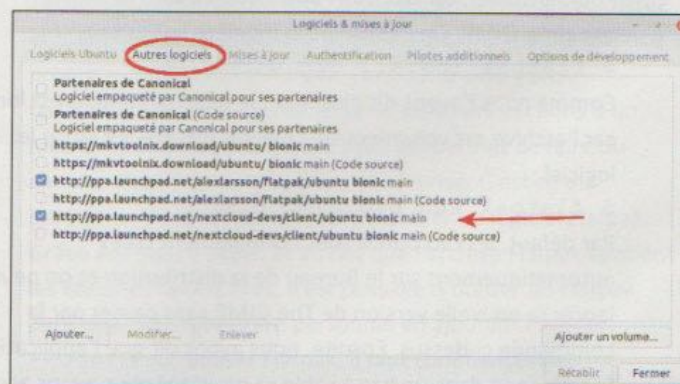 Logiciels & mises à jour
Logiciels Ubuntu Autres logiciels Mises à jour Authentification Pilotes additionnels Options de développement
Partenaires de Canonical
Logiciel empaqueté par Canonical pour ses partenaires
Partenaires de Canonical (Code source)
Logiciel empaqueté par Canonical pour ses partenaires
https://mkvtoolnix.download/ubuntu/ bionic main
https://mkvtoolnix.download/ubuntu/ bionic main (Code source)
http://ppa.launchpad.net/alexlarsson/flatpak/ubuntu bionic main
http://ppa.launchpad.net/alexlarsson/flatpak/ubuntu bionic main (Code source)
http://ppa.launchpad.net/nextcloud-devs/client/ubuntu bionic main
http://ppa.launchpad.net/nextcloud-devs/client/ubuntu bionic main (Code source)
Ajouter... Modifier... Enlever Ajouter un volume...
Rétablir Fermer